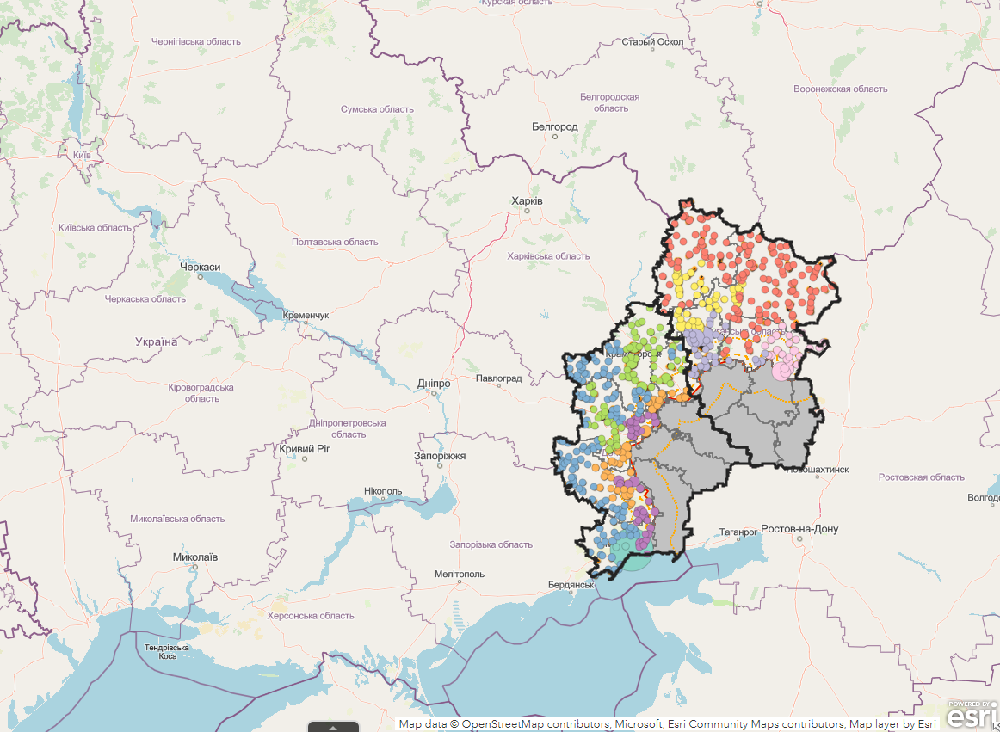 Курская область
Чернігівська область
Старый Оскол
Воронежская область
Белгородская
область
Сумська область
Белгород
Київ
Харків
Київська область
Полтавська область
Харківська область
Черкаси
Черкаська область
Кременчук
Україна
Дніпро
Павлоград
Кіровоградська
область
Дніпропетровська
область
Кривий Ріг
Запоріжжя
Новошахтинск
Ростовская область
Нікополь
Миколаївська область
Таганрог
Ростов-на-Дону
Запорізька область
Миколаїв
Мелітополь
Бердянськ
Херсонська область
Тендрівська
Коса
POWERED BY
esri
Map data © OpenStreetMap contributors, Microsoft, Esri Community Maps contributors, Map layer by Esri